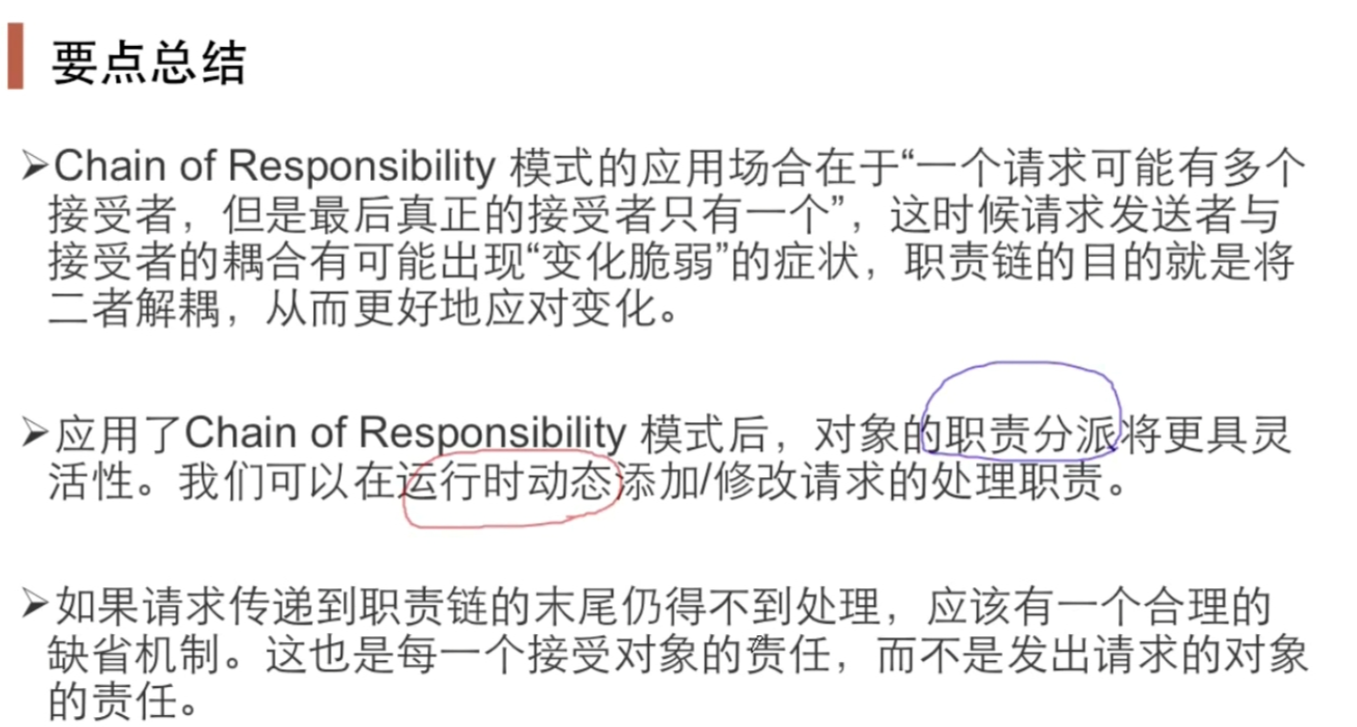 要点总结
➢Chain of Responsibility 模式的应用场合在于“一个请求可能有多个
接受者，但是最后真正的接受者只有一个”，这时候请求发送者与
接受者的耦合有可能出现“变化脆弱”的症状，职责链的目的就是将
二者解耦，从而更好地应对变化。
➢应用了Chain of Responsibility 模式后，对象的职责分派将更具灵
活性。我们可以在运行时动态添加/修改请求的处理职责。
➢如果请求传递到职责链的末尾仍得不到处理，应该有一个合理的
缺省机制。这也是每一个接受对象的责任，而不是发出请求的对象
的责任。